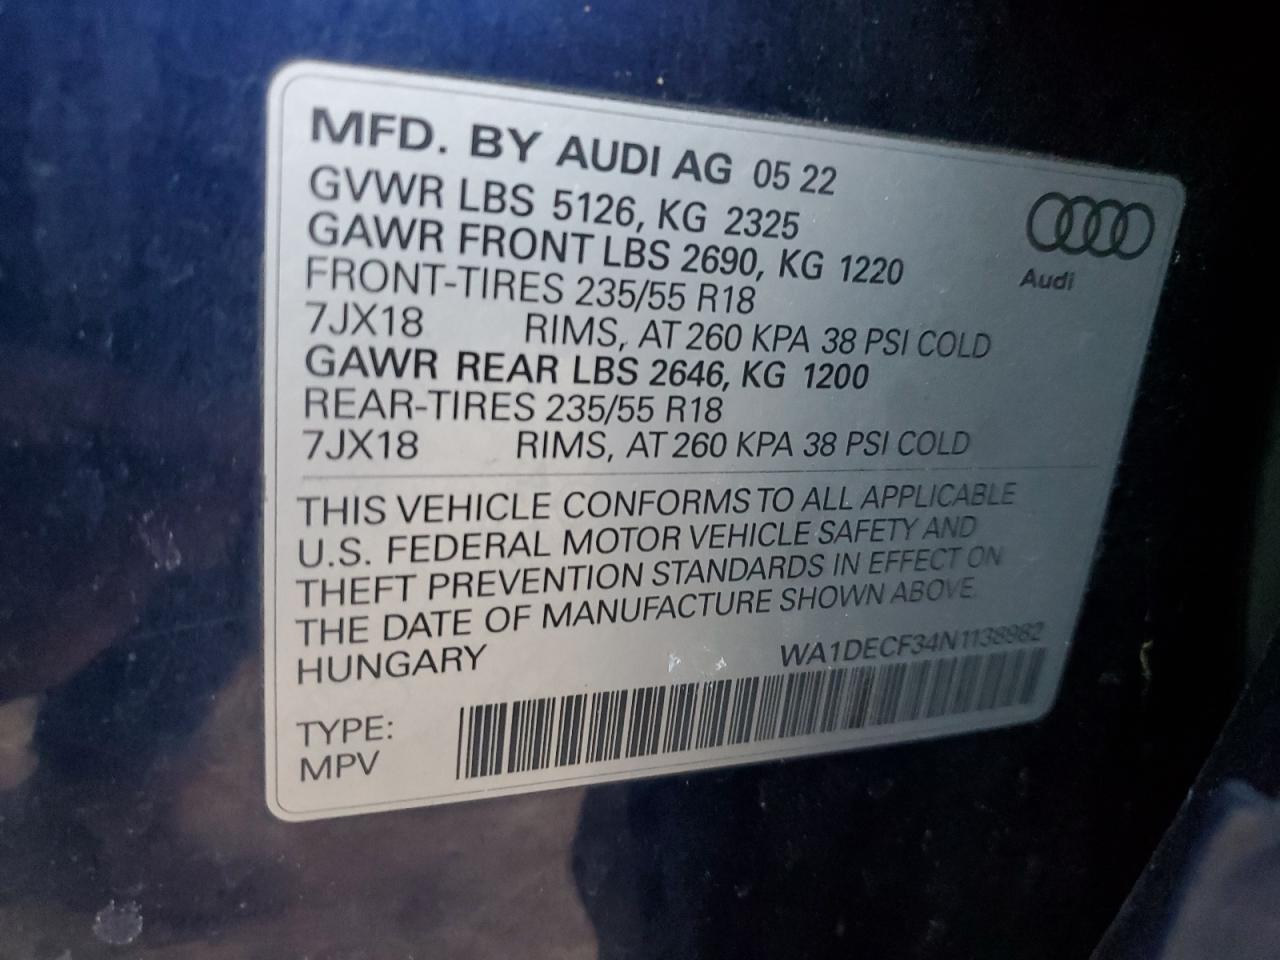 MFD. BY AUDI AG 05 22
GVWR LBS 5126, KG 2325
GAWR FRONT LBS 2690, KG 1220
FRONT-TIRES 235/55 R18
7JX18 RIMS, AT 260 KPA 38 PSI COLD
GAWR REAR LBS 2646, KG 1200
REAR-TIRES 235/55 R18
7JX18 RIMS, AT 260 KPA 38 PSI COLD
Audi
THIS VEHICLE CONFORMS TO ALL APPLICABLE
U.S. FEDERAL MOTOR VEHICLE SAFETY AND
THEFT PREVENTION STANDARDS IN EFFECT ON
THE DATE OF MANUFACTURE SHOWN ABOVE.
HUNGARY WA1DECF34N1138982
TYPE:
MPV